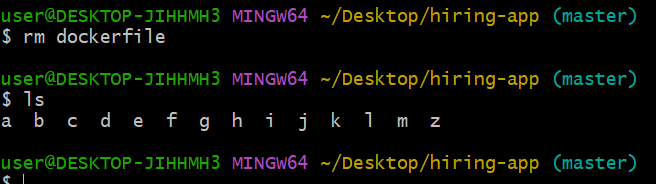 user@DESKTOP-JIHHMH3 MINGW64 ~/Desktop/hiring-app (master)
$ rm dockerfile
user@DESKTOP-JIHHMH3 MINGW64 ~/Desktop/hiring-app (master)
$ ls
a b c d e f g h i j k l m z
user@DESKTOP-JIHHMH3 MINGW64 ~/Desktop/hiring-app (master)
$